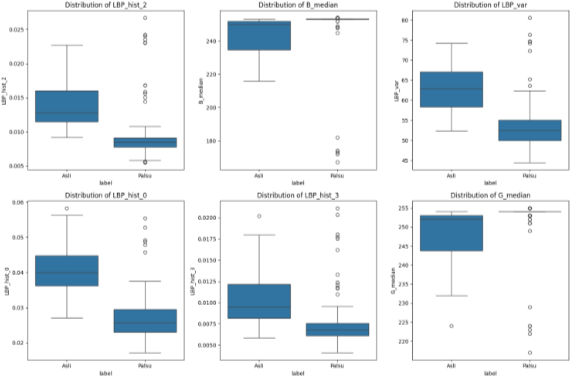 Distribution of LBP_hist_2
Distribution of B_median
Distribution of LBP_var
LBP_hist_2
0.025
0.020
0.015
0.010
0.005
B_median
240
220
200
180
LBP_var
80
75
70
65
60
55
50
45
Asli Palsu
Asli Palsu
Asli Palsu
label
label
label
Distribution of LBP_hist_0
Distribution of LBP_hist_3
Distribution of G_median
LBP_hist_0
0.06
0.05
0.04
0.03
0.02
LBP_hist_3
0.0200
0.0175
0.0150
0.0125
0.0100
0.0075
0.0050
G_median
255
250
245
240
235
230
225
220
Asli Palsu
Asli Palsu
Asli Palsu
label
label
label